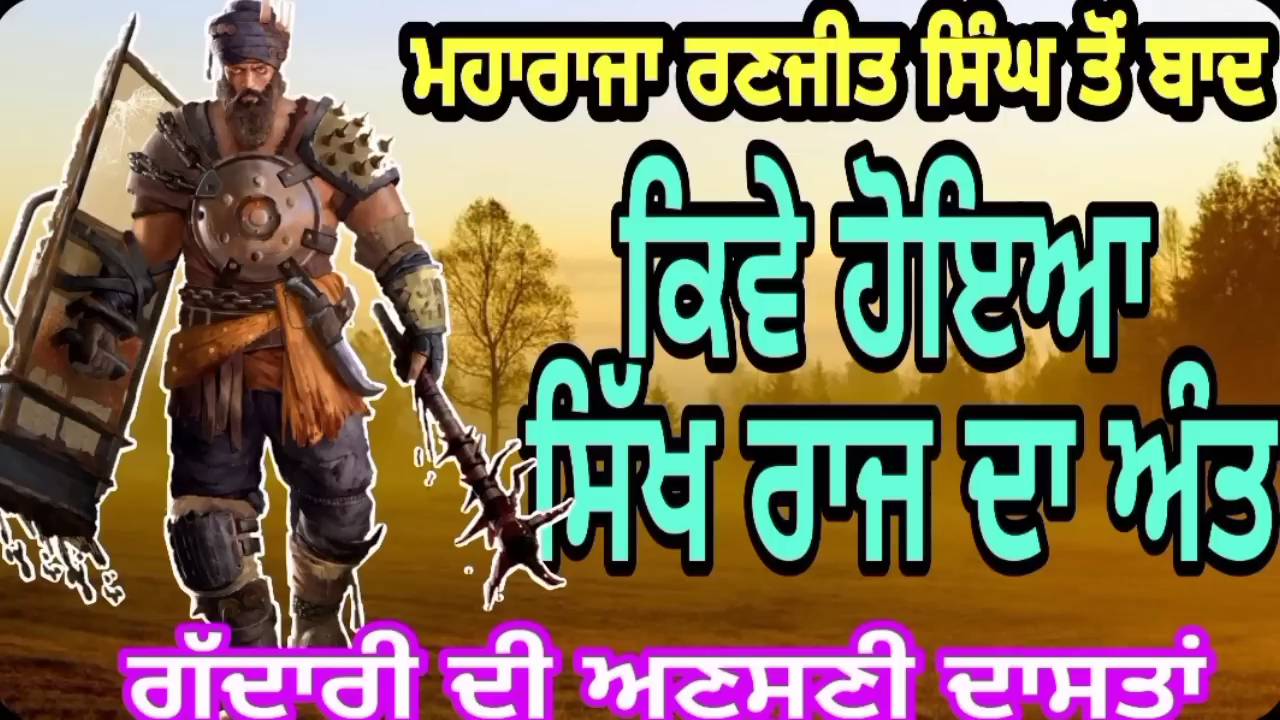 ਮਹਾਰਾਜਾ ਰਣਜੀਤ ਸਿੰਘ ਤੋਂ ਬਾਦ
ਕਿਵੇ ਹੋਇਆ
ਸਿੱਖ ਰਾਜ ਦਾ ਅੰਤ
ਗੱਦਾਰੀ ਦੀ ਅਣਸੁਣੀ ਦਾਸਤਾਂ